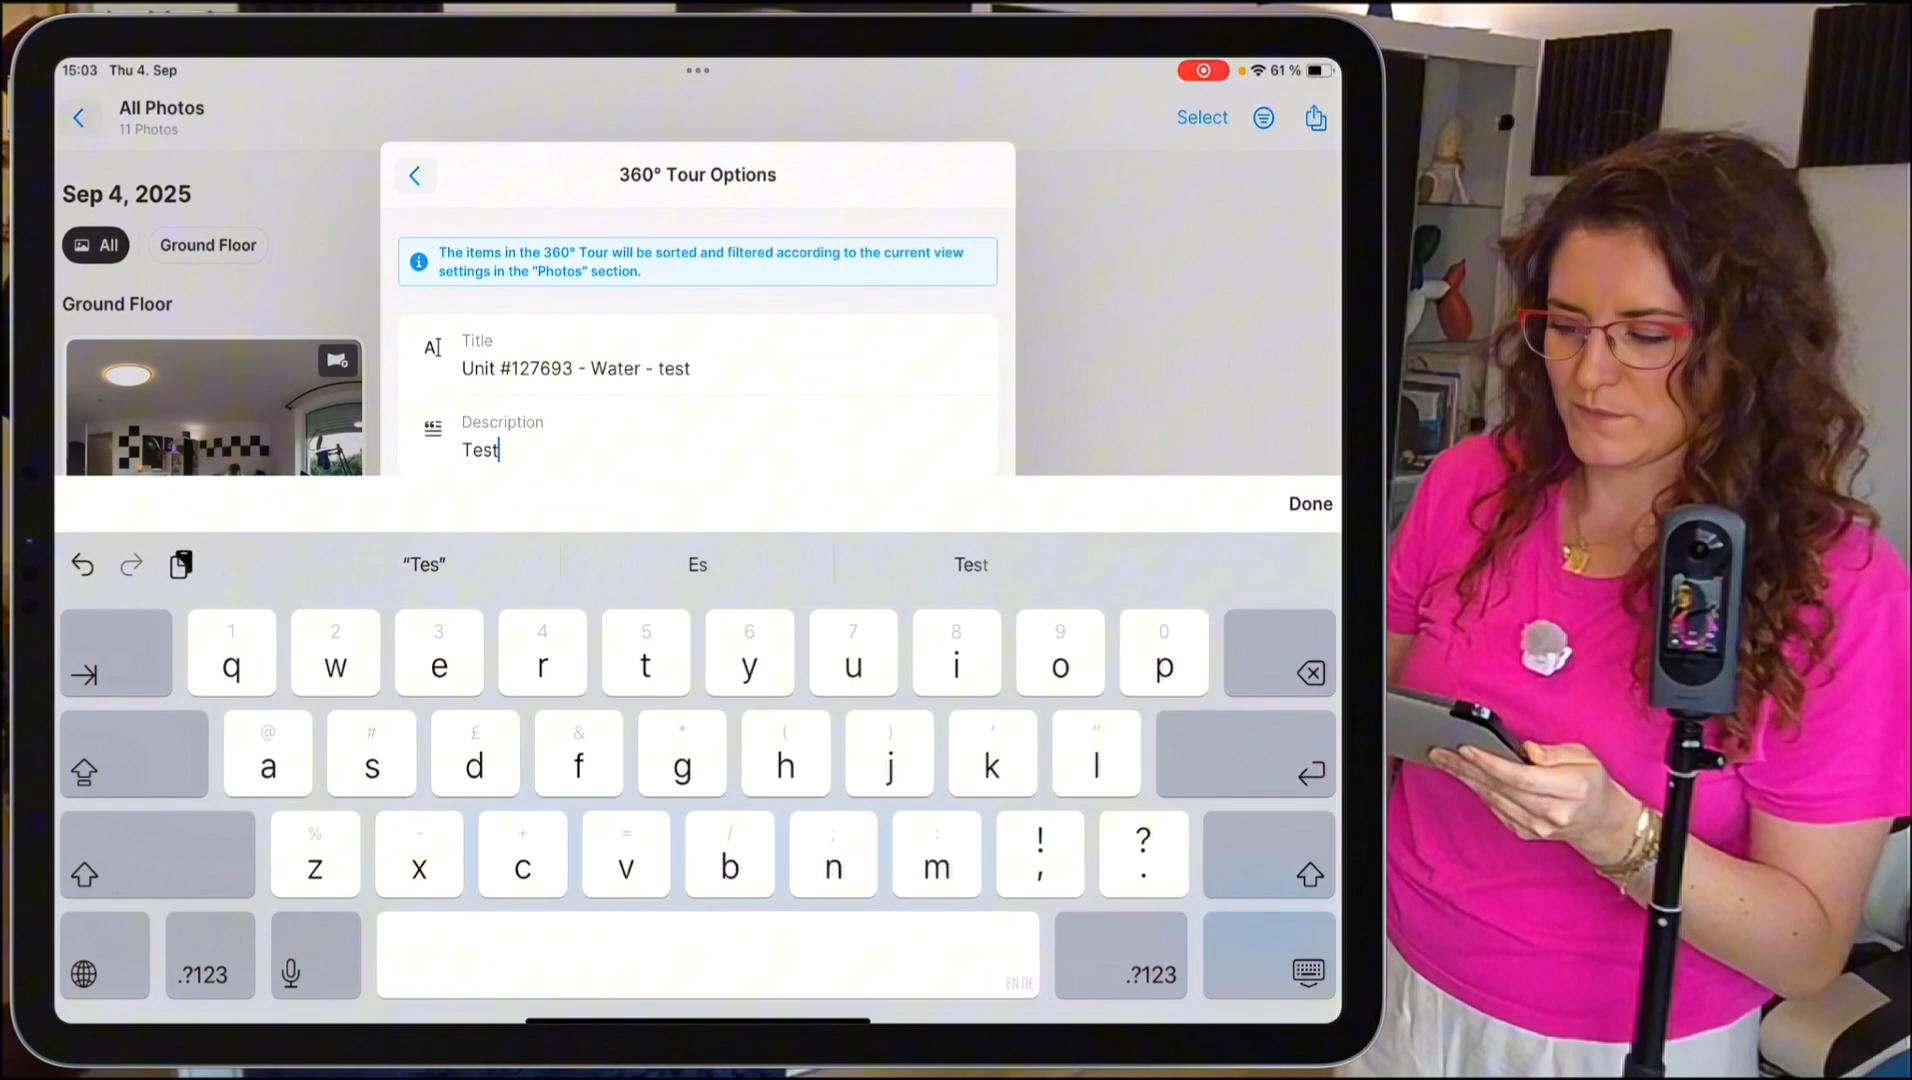 15:03 Thu 4. Sep
61 %
All Photos
11 Photos
Select
Sep 4, 2025
All
Ground Floor
Ground Floor
360° Tour Options
The items in the 360° Tour will be sorted and filtered according to the current view
settings in the "Photos" section.
Title
Unit #127693 - Water - test
Description
Test
Done
“Tes” Es Test
1 2 3 4 5 6 7 8 9 0
q w e r t y u i o p
@ # £ & * ( ) ' "
a s d f g h j k l
% - + = / ; : ! ?
z x c v b n m , .
.?123 EN DE .?123